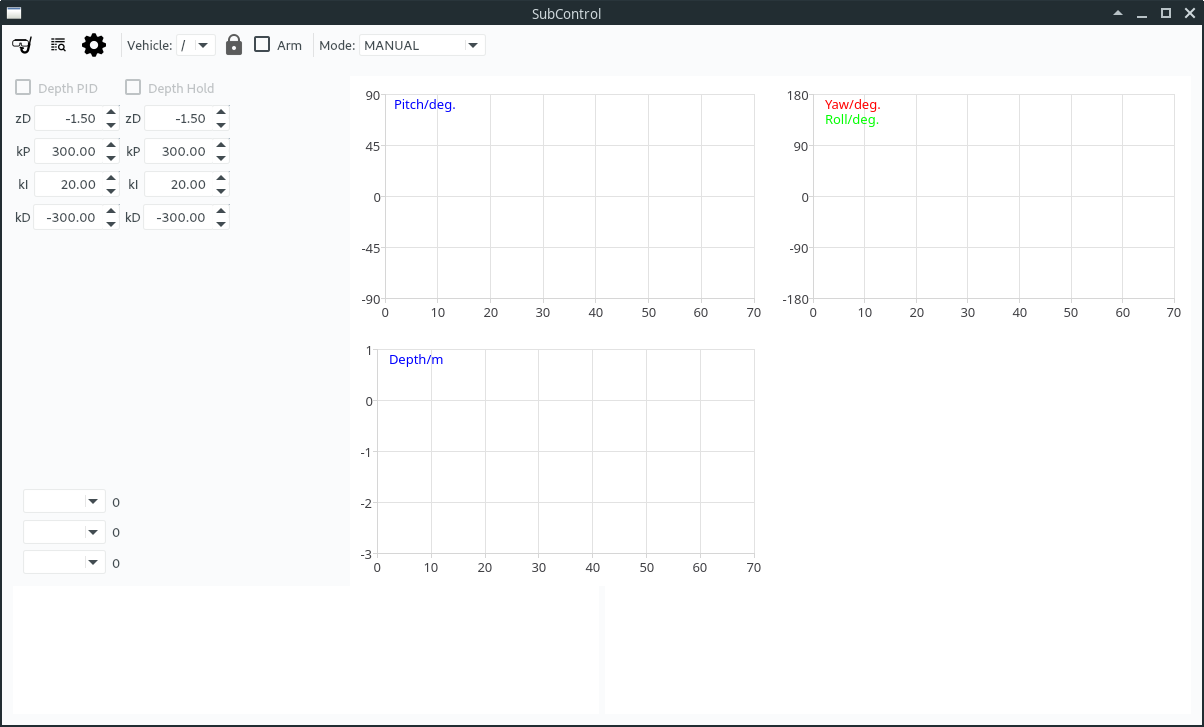 SubControl
Vehicle: / Arm Mode: MANUAL
Depth PID Depth Hold
zD -1.50 zD -1.50
kP 300.00 kP 300.00
kI 20.00 kI 20.00
kD -300.00 kD -300.00
0
0
0
Pitch/deg.
90
45
0
-45
-90
0 10 20 30 40 50 60 70
Yaw/deg.
Roll/deg.
180
90
0
-90
-180
0 10 20 30 40 50 60 70
Depth/m
1
0
-1
-2
-3
0 10 20 30 40 50 60 70